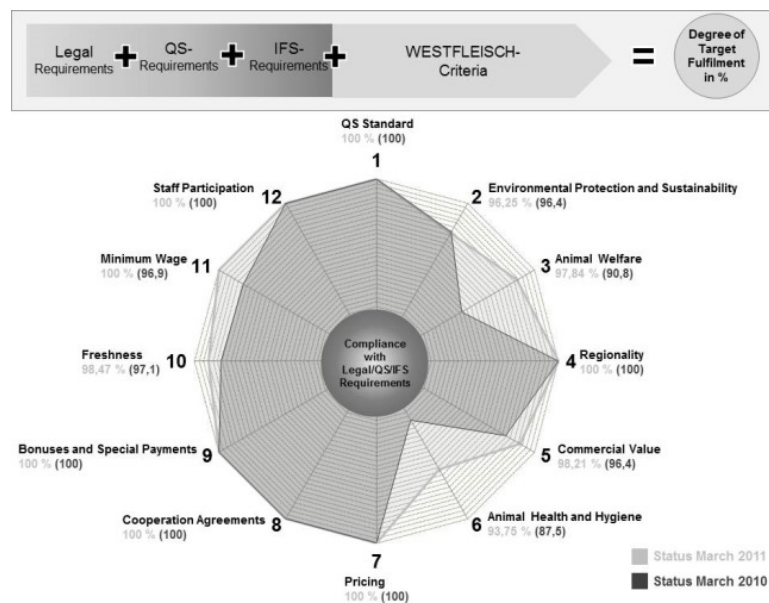 Legal
Requirements
+
QS-
Requirements
+
IFS-
Requirements
+
WESTFLEISCH-
Criteria
=
Degree of
Target
Fulfilment
in %
QS Standard
100 % (100)
1
Environmental Protection and Sustainability
96,25 % (96,4)
2
Animal Welfare
97,84 % (90,8)
3
Regionality
100 % (100)
4
Commercial Value
98,21 % (96,4)
5
Animal Health and Hygiene
93,75 % (87,5)
6
Pricing
100 % (100)
7
Cooperation Agreements
100 % (100)
8
Bonuses and Special Payments
100 % (100)
9
Freshness
98,47 % (97,1)
10
Minimum Wage
100 % (96,9)
11
Staff Participation
100 % (100)
12
Compliance
with
Legal/QS/IFS
Requirements
Status March 2011
Status March 2010